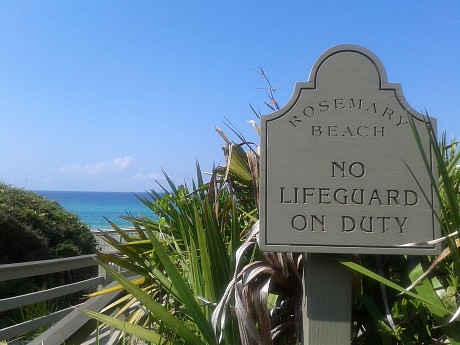 ROSEMARY
BEACH
NO
LIFEGUARD
ON DUTY